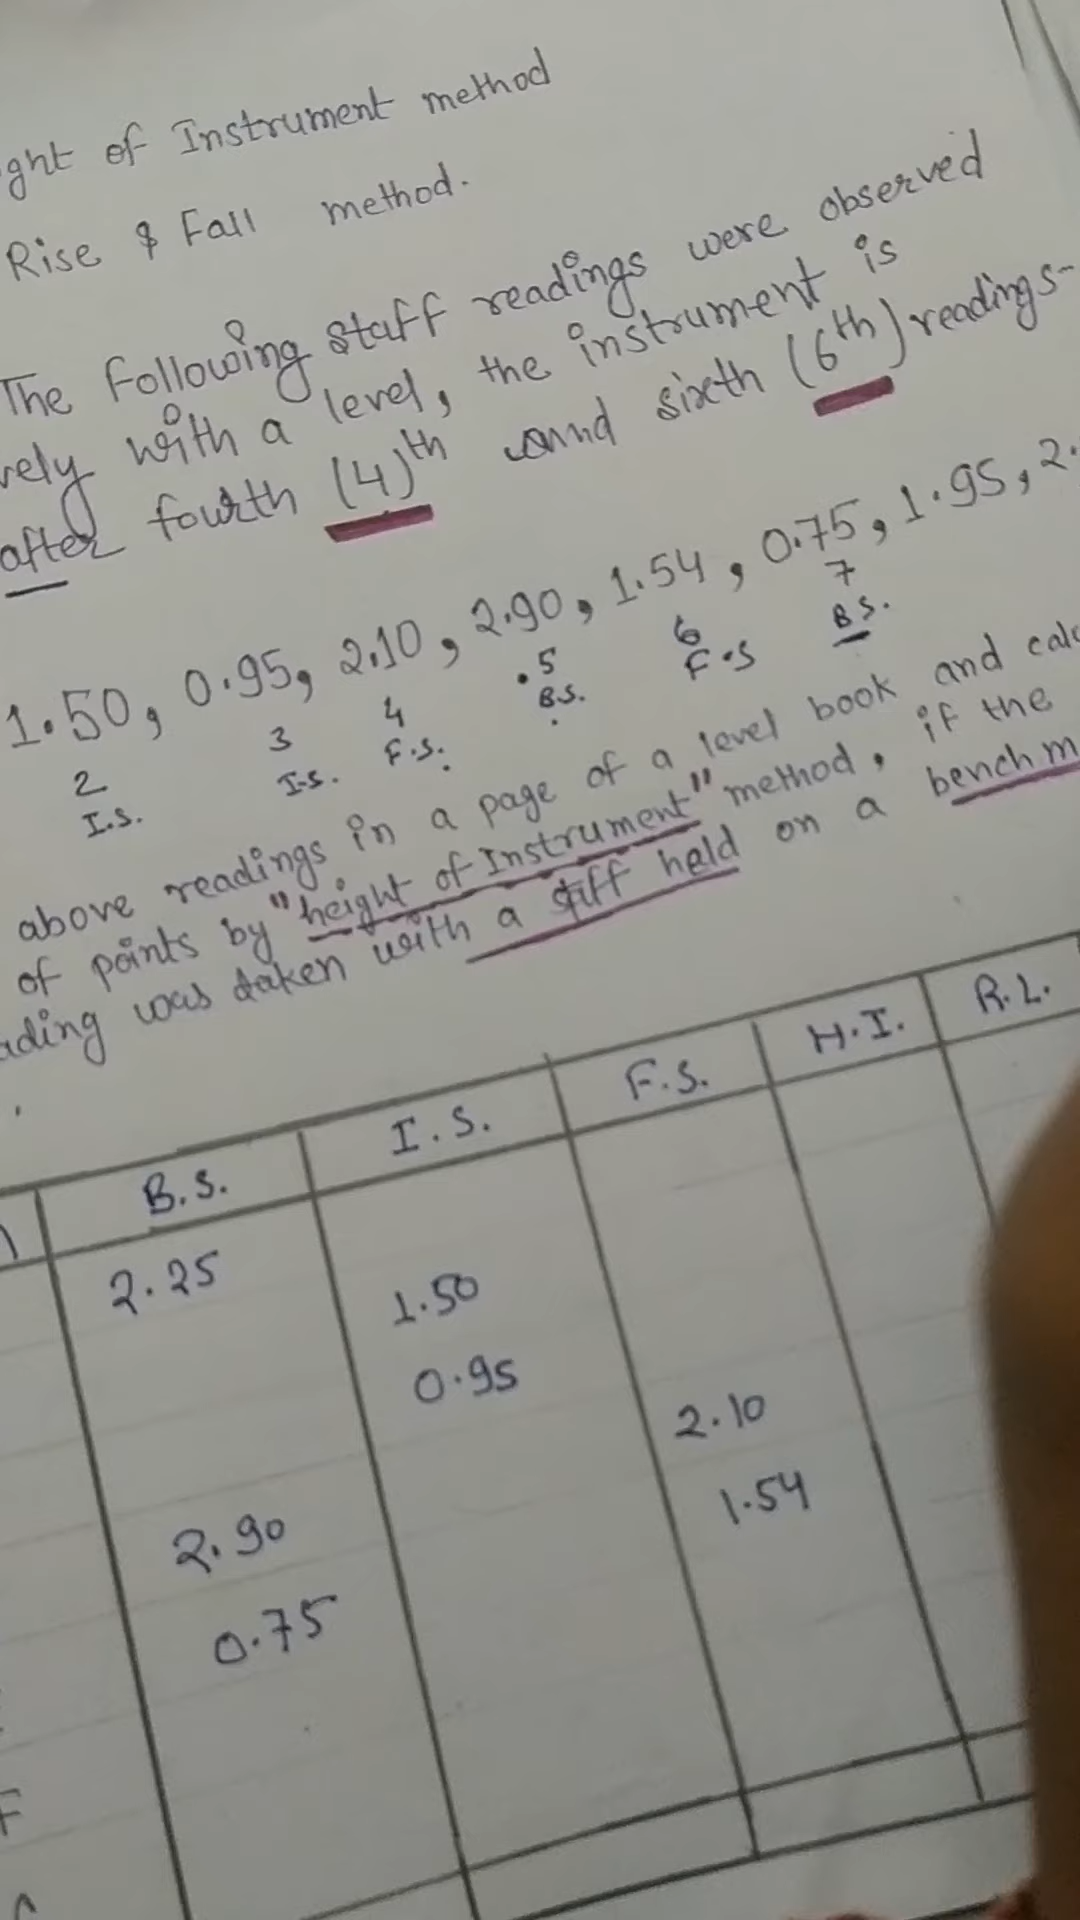 ght of Instrument method
Rise & Fall method.
The following staff readings were observed
vely with a level, the instrument is
after fourth (4)th and sixth (6th) readings-
1.50, 0.95, 2.10, 2.90, 1.54, 0.75, 1.95, 2.
2 3 4 .5 6 7
I.S. I.S. F.S. B.S. F.S B.S.
above readings in a page of a level book and calc
of points by "height of Instrument" method, if the
ading was taken with a stiff held on a bench m
B.S. I.S. F.S. H.I. R.L.
2.25
1.50
0.95
2.90 2.10
0.75 1.54
F